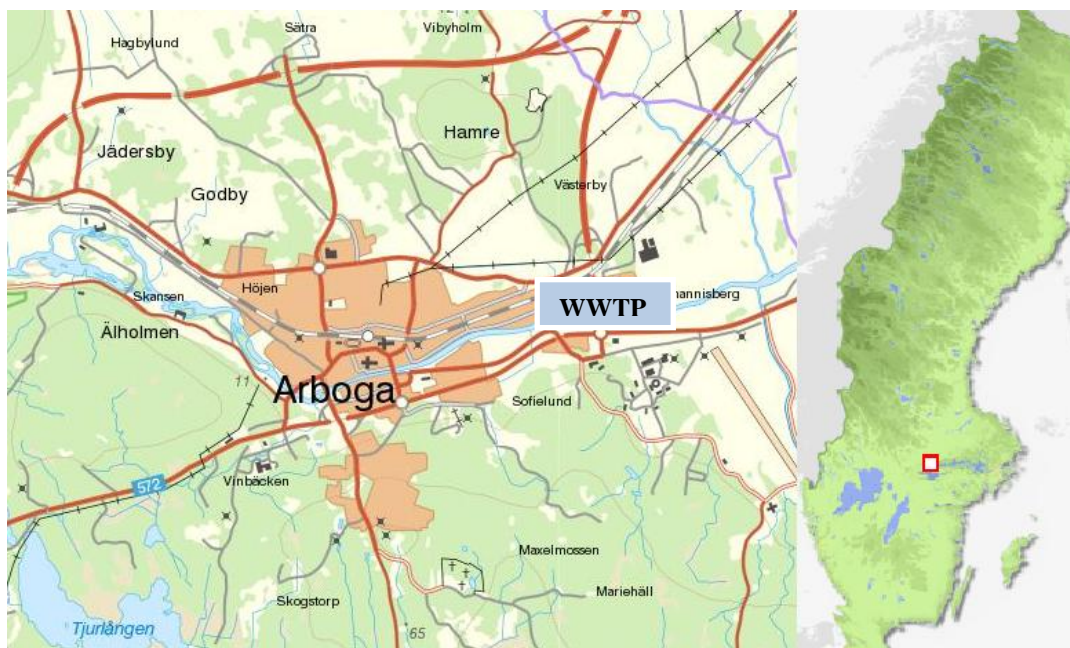 Sätra
Vibyholm
Hagbylund
Hamre
Jädersby
Västerby
Godby
Höjen
Skansen
WWTP
annisberg
Älholmen
11
Arboga
Sofielund
572
Vinbäcken
Maxelmossen
Mariehäll
Skogstorp
Tjurlången
65